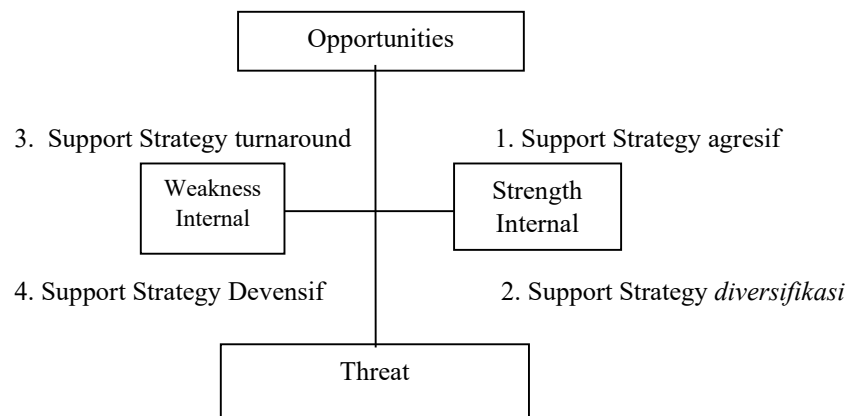 Opportunities
3. Support Strategy turnaround
1. Support Strategy agresif
Weakness
Internal
Strength
Internal
4. Support Strategy Devensif
2. Support Strategy diversifikasi
Threat